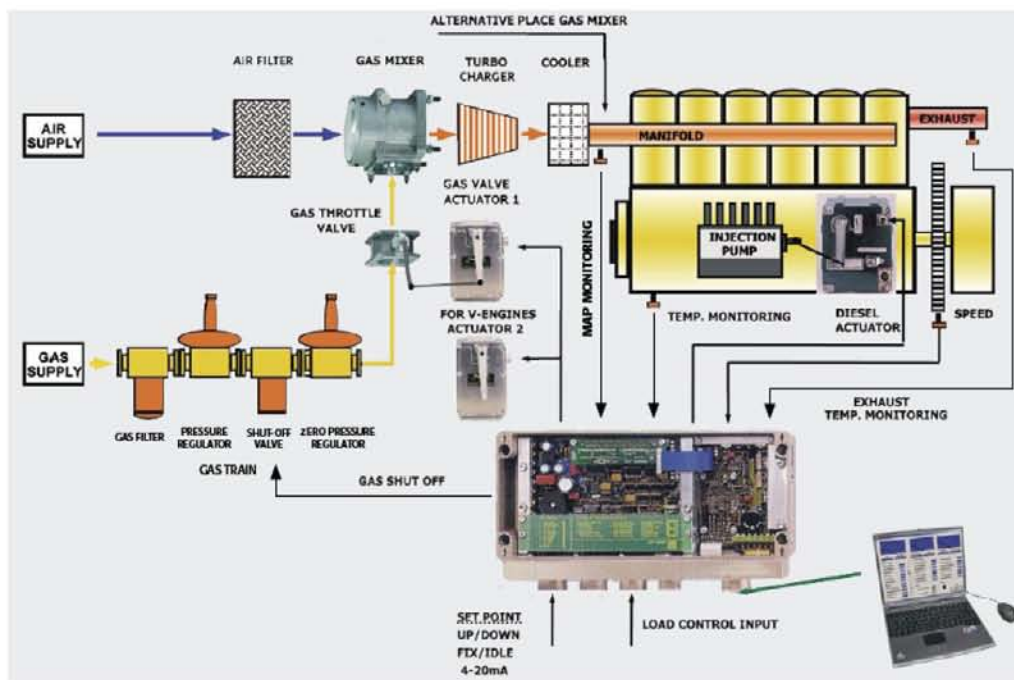 ALTERNATIVE PLACE GAS MIXER
AIR FILTER
GAS MIXER
TURBO
CHARGER
COOLER
AIR
SUPPLY
MANIFOLD
EXHAUST
GAS VALVE
ACTUATOR 1
GAS THROTTLE
VALVE
INJECTION
PUMP
MAP MONITORING
TEMP. MONITORING
DIESEL
ACTUATOR
SPEED
FOR V-ENGINES
ACTUATOR 2
GAS
SUPPLY
GAS FILTER
PRESSURE
REGULATOR
SHUT-OFF
VALVE
ZERO PRESSURE
REGULATOR
GAS TRAIN
EXHAUST
TEMP. MONITORING
GAS SHUT OFF
SET POINT
UP/DOWN
FIX/IDLE
4-20mA
LOAD CONTROL INPUT